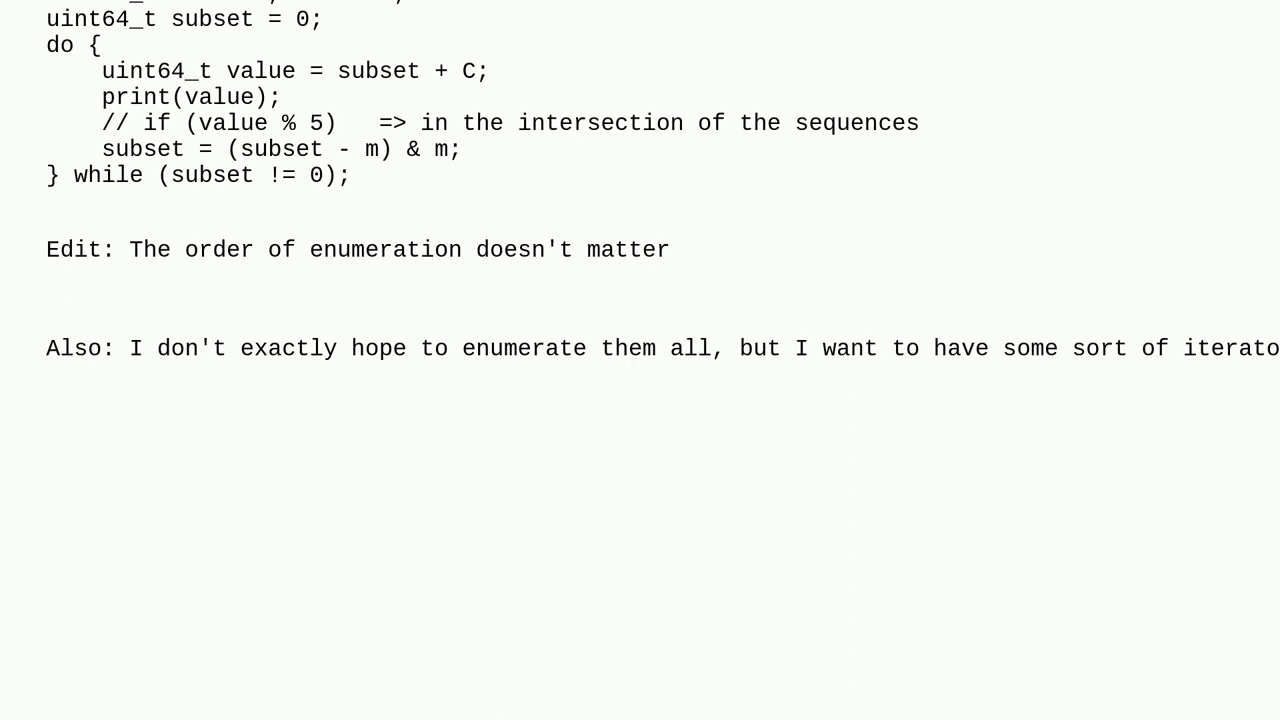 uint64_t subset = 0;
do {
    uint64_t value = subset + C;
    print(value);
    // if (value % 5)   => in the intersection of the sequences
    subset = (subset - m) & m;
} while (subset != 0);
Edit: The order of enumeration doesn't matter
Also: I don't exactly hope to enumerate them all, but I want to have some sort of iterato